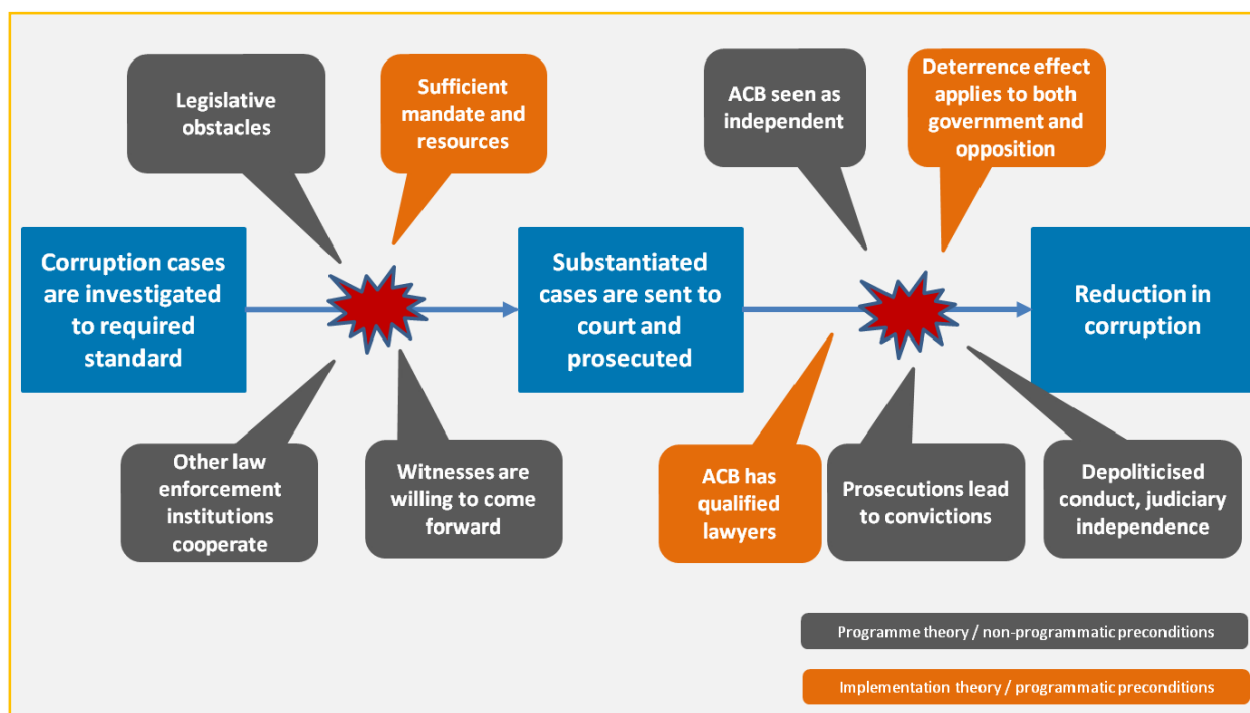 Legislative
obstacles
Sufficient
mandate and
resources
ACB seen as
independent
Deterrence effect
applies to both
government and
opposition
Corruption cases
are investigated
to required
standard
Substantiated
cases are sent to
court and
prosecuted
Reduction in
corruption
Other law
enforcement
institutions
cooperate
Witnesses are
willing to come
forward
ACB has
qualified
lawyers
Prosecutions lead
to convictions
Depoliticised
conduct, judiciary
independence
Programme theory / non-programmatic preconditions
Implementation theory / programmatic preconditions